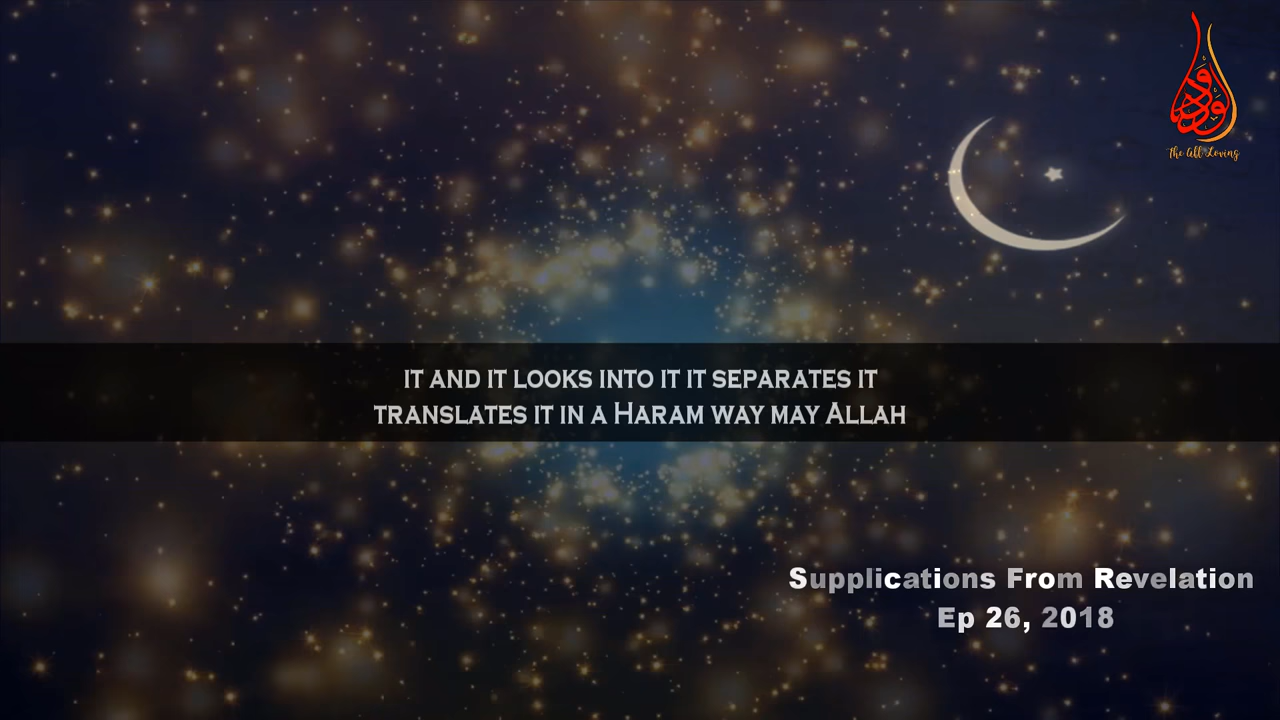 الودود
The All Loving
IT AND IT LOOKS INTO IT IT SEPARATES IT
TRANSLATES IT IN A HARAM WAY MAY ALLAH
Supplications From Revelation
Ep 26, 2018